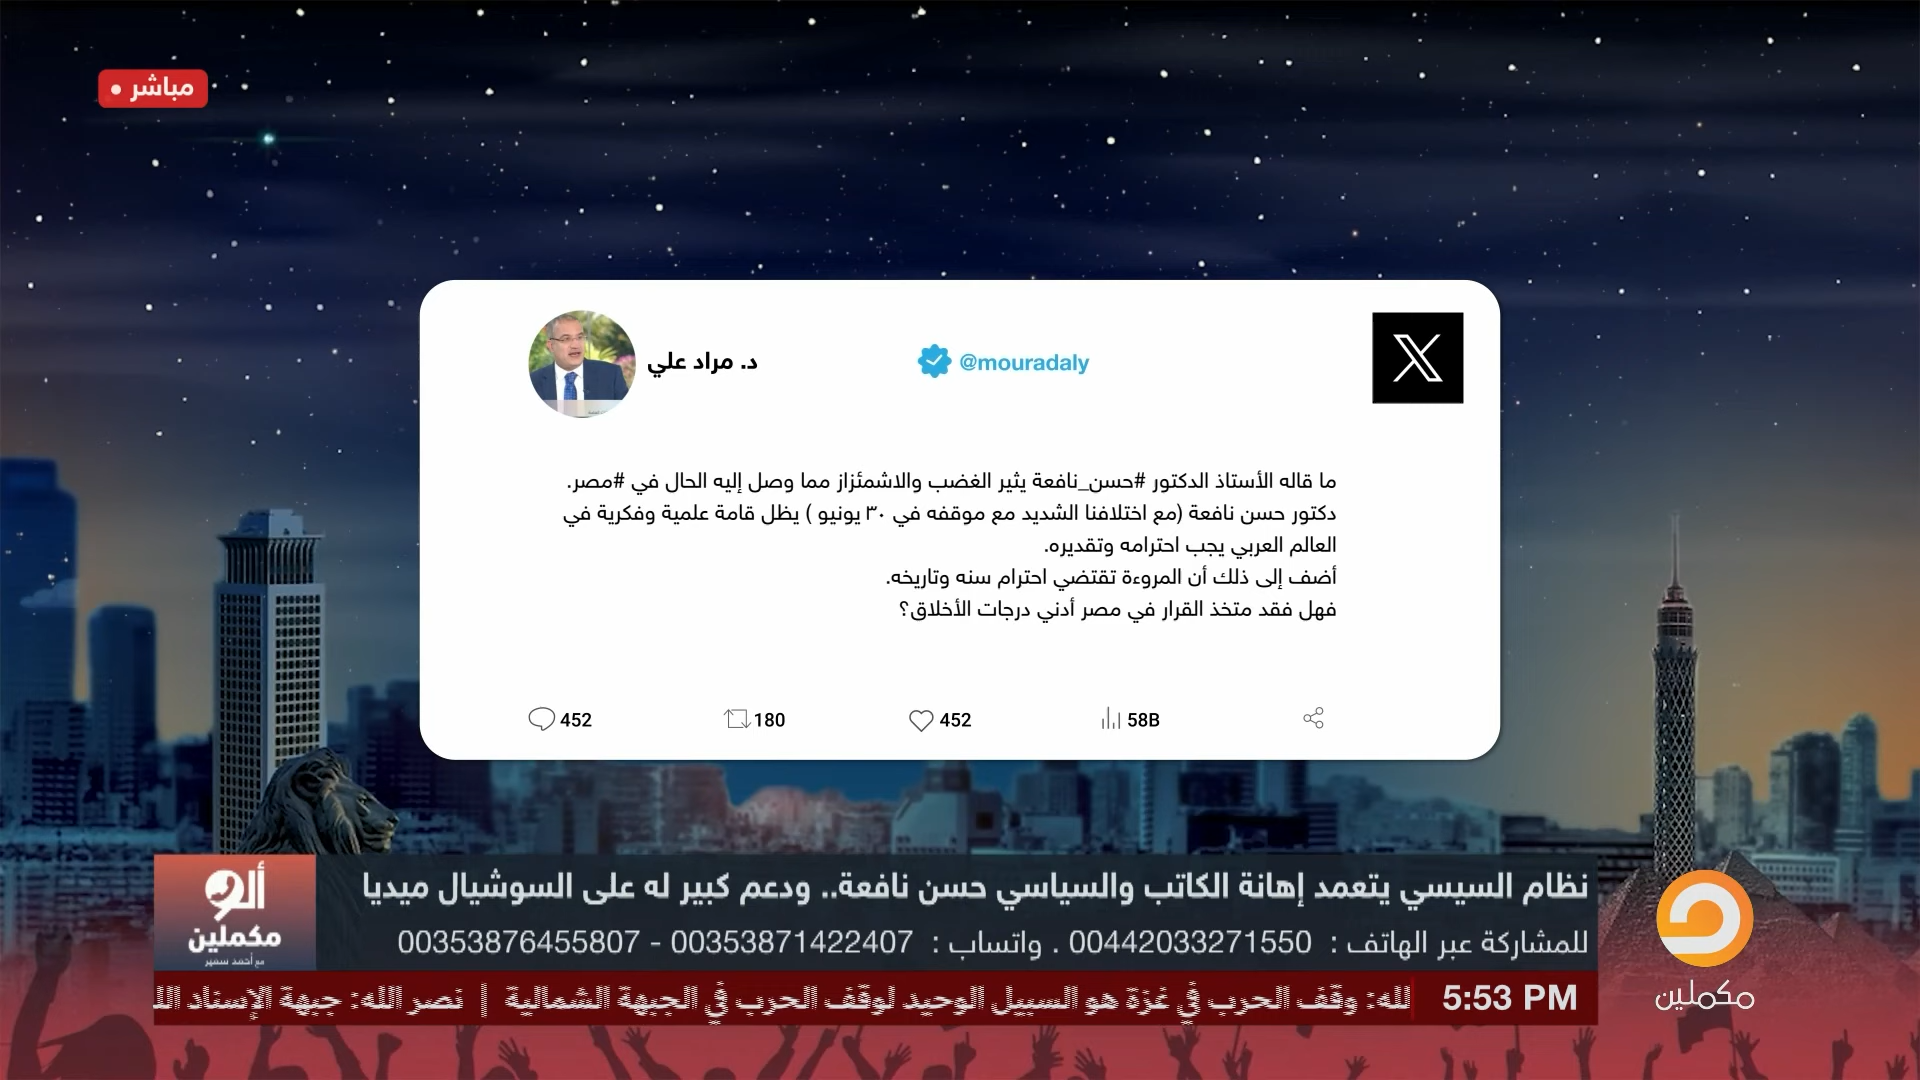 مباشر
د. مراد علي
@mouradaly
ما قاله الأستاذ الدكتور #حسن_نافعة يثير الغضب والاشمئزاز مما وصل إليه الحال في #مصر.
دكتور حسن نافعة (مع اختلافنا الشديد مع موقفه في ٣٠ يونيو ) يظل قامة علمية وفكرية في
العالم العربي يجب احترامه وتقديره.
أضف إلى ذلك أن المروءة تقتضي احترام سنه وتاريخه.
فهل فقد متخذ القرار في مصر أدني درجات الأخلاق؟
452 180 452 58B
نظام السيسي يتعمد إهانة الكاتب والسياسي حسن نافعة.. ودعم كبير له على السوشيال ميديا
للمشاركة عبر الهاتف : 00442033271550 . واتساب : 00353871422407 - 00353876455807
ألو
مكملين
مع أحمد سمير
5:53 PM
لله: وقف الحرب في غزة هو السبيل الوحيد لوقف الحرب في الجبهة الشمالية | نصر الله: جبهة الإسناد الل
مكملين